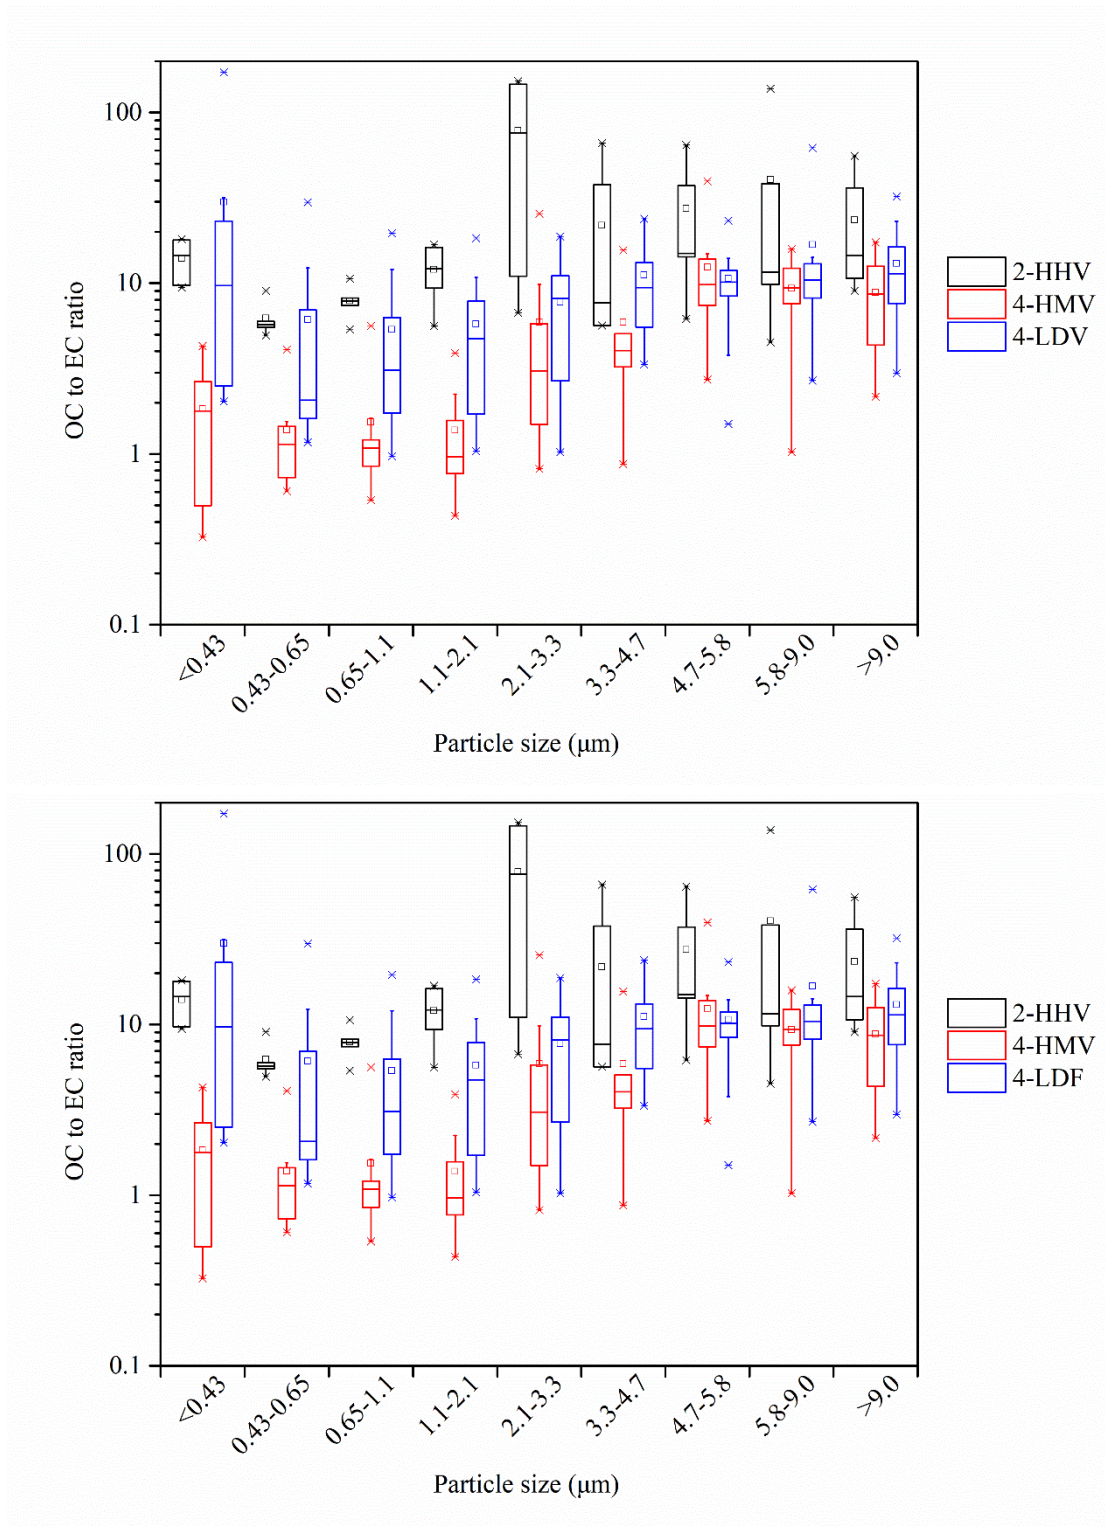 100
10
1
0.1
OC to EC ratio
<0.43
0.43-0.65
0.65-1.1
1.1-2.1
2.1-3.3
3.3-4.7
4.7-5.8
5.8-9.0
>9.0
Particle size (μm)
2-HHV
4-HMV
4-LDV
100
10
1
0.1
OC to EC ratio
<0.43
0.43-0.65
0.65-1.1
1.1-2.1
2.1-3.3
3.3-4.7
4.7-5.8
5.8-9.0
>9.0
Particle size (μm)
2-HHV
4-HMV
4-LDF